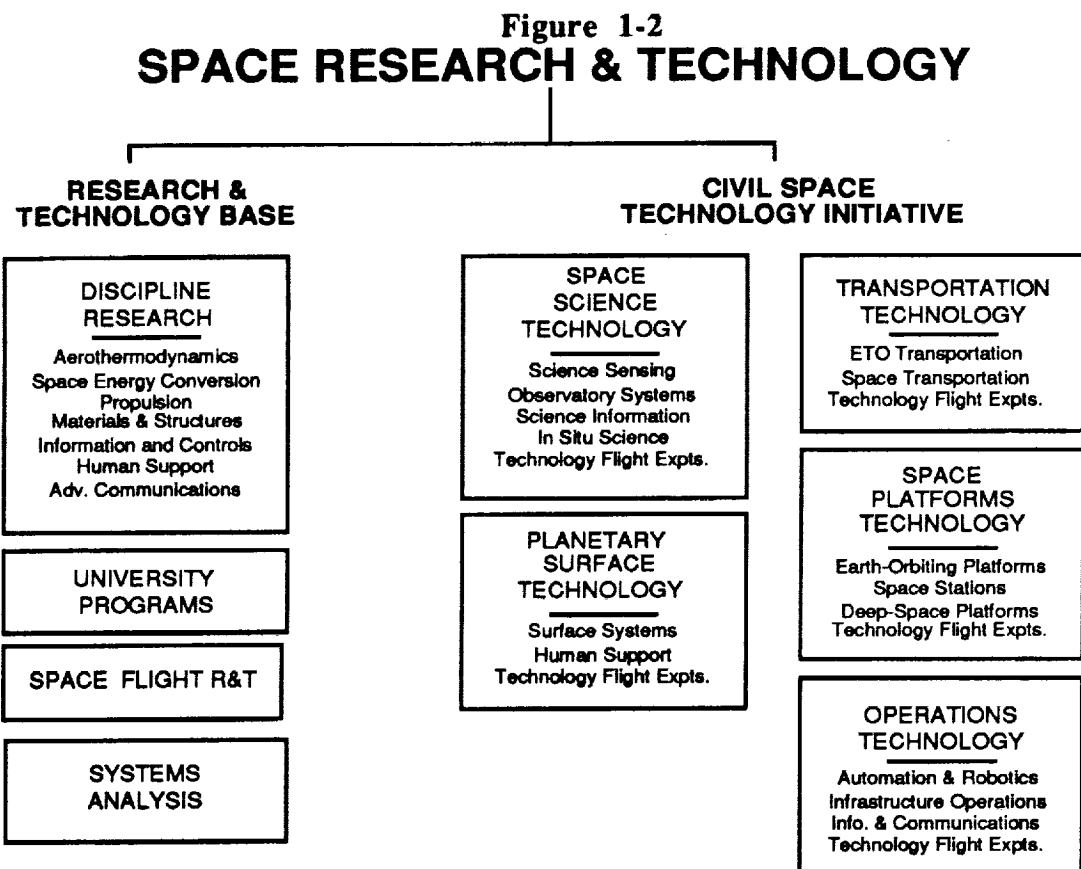 Figure 1-2
SPACE RESEARCH & TECHNOLOGY
RESEARCH &
TECHNOLOGY BASE
DISCIPLINE
RESEARCH
Aerothermodynamics
Space Energy Conversion
Propulsion
Materials & Structures
Information and Controls
Human Support
Adv. Communications
UNIVERSITY
PROGRAMS
SPACE FLIGHT R&T
SYSTEMS
ANALYSIS
CIVIL SPACE
TECHNOLOGY INITIATIVE
SPACE
SCIENCE
TECHNOLOGY
Science Sensing
Observatory Systems
Science Information
In Situ Science
Technology Flight Expts.
PLANETARY
SURFACE
TECHNOLOGY
Surface Systems
Human Support
Technology Flight Expts.
TRANSPORTATION
TECHNOLOGY
ETO Transportation
Space Transportation
Technology Flight Expts.
SPACE
PLATFORMS
TECHNOLOGY
Earth-Orbiting Platforms
Space Stations
Deep-Space Platforms
Technology Flight Expts.
OPERATIONS
TECHNOLOGY
Automation & Robotics
Infrastructure Operations
Info. & Communications
Technology Flight Expts.